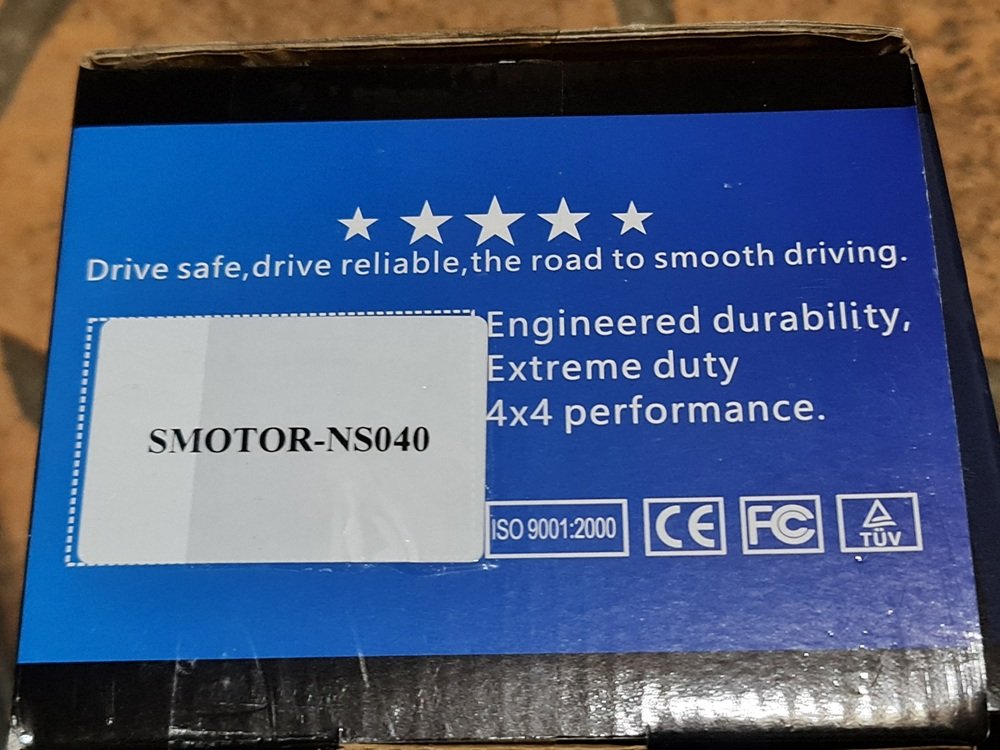 Drive safe,drive reliable,the road to smooth driving.
Engineered durability,
Extreme duty
4x4 performance.
SMOTOR-NS040
ISO 9001:2000
CE
FC
TÜV